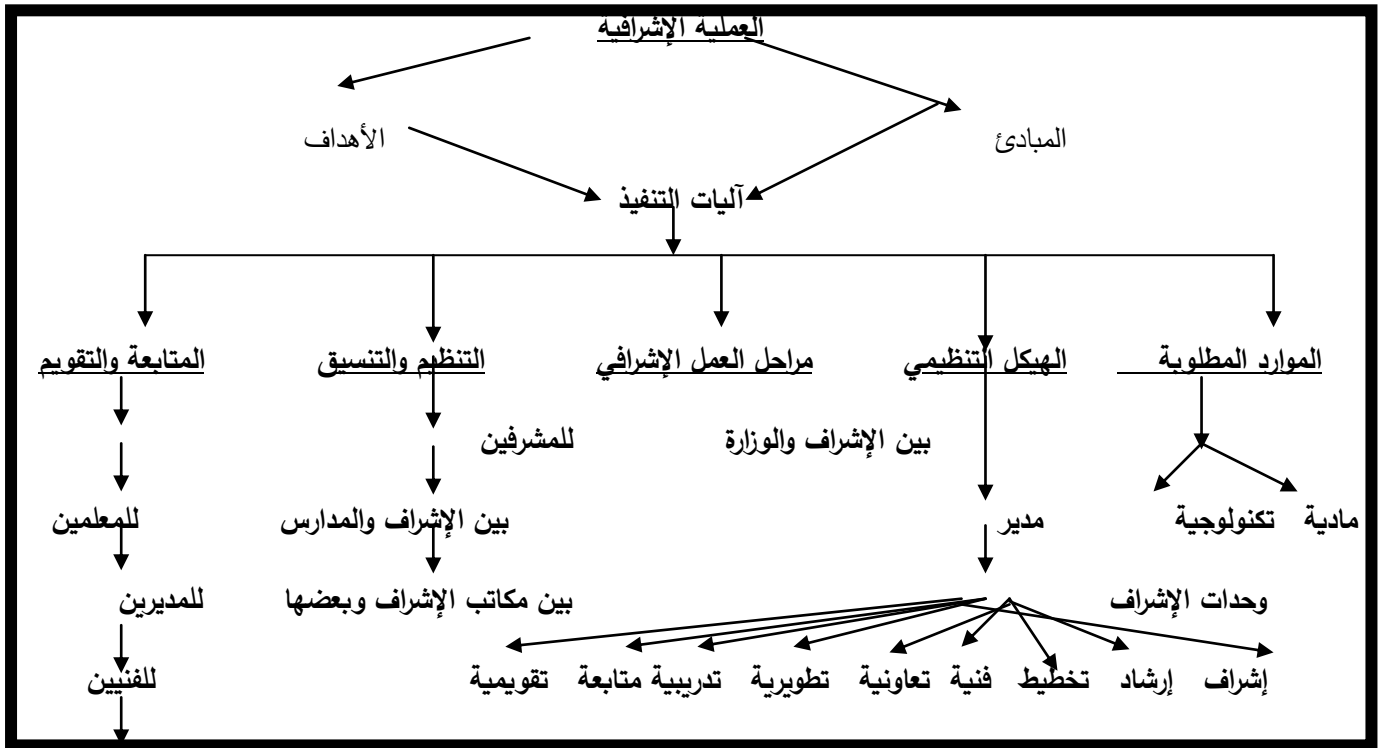 العملية الإشرافية
المبادئ الأهداف
آليات التنفيذ
الموارد المطلوبة الهيكل التنظيمي مراحل العمل الإشرافي التنظيم والتنسيق المتابعة والتقويم
بين الإشراف والوزارة للمشرفين
مادية تكنولوجية مدير بين الإشراف والمدارس للمعلمين
وحدات الإشراف بين مكاتب الإشراف وبعضها للمديرين
إشراف إرشاد تخطيط فنية تعاونية تطويرية تدريبية متابعة تقويمية للفنيين